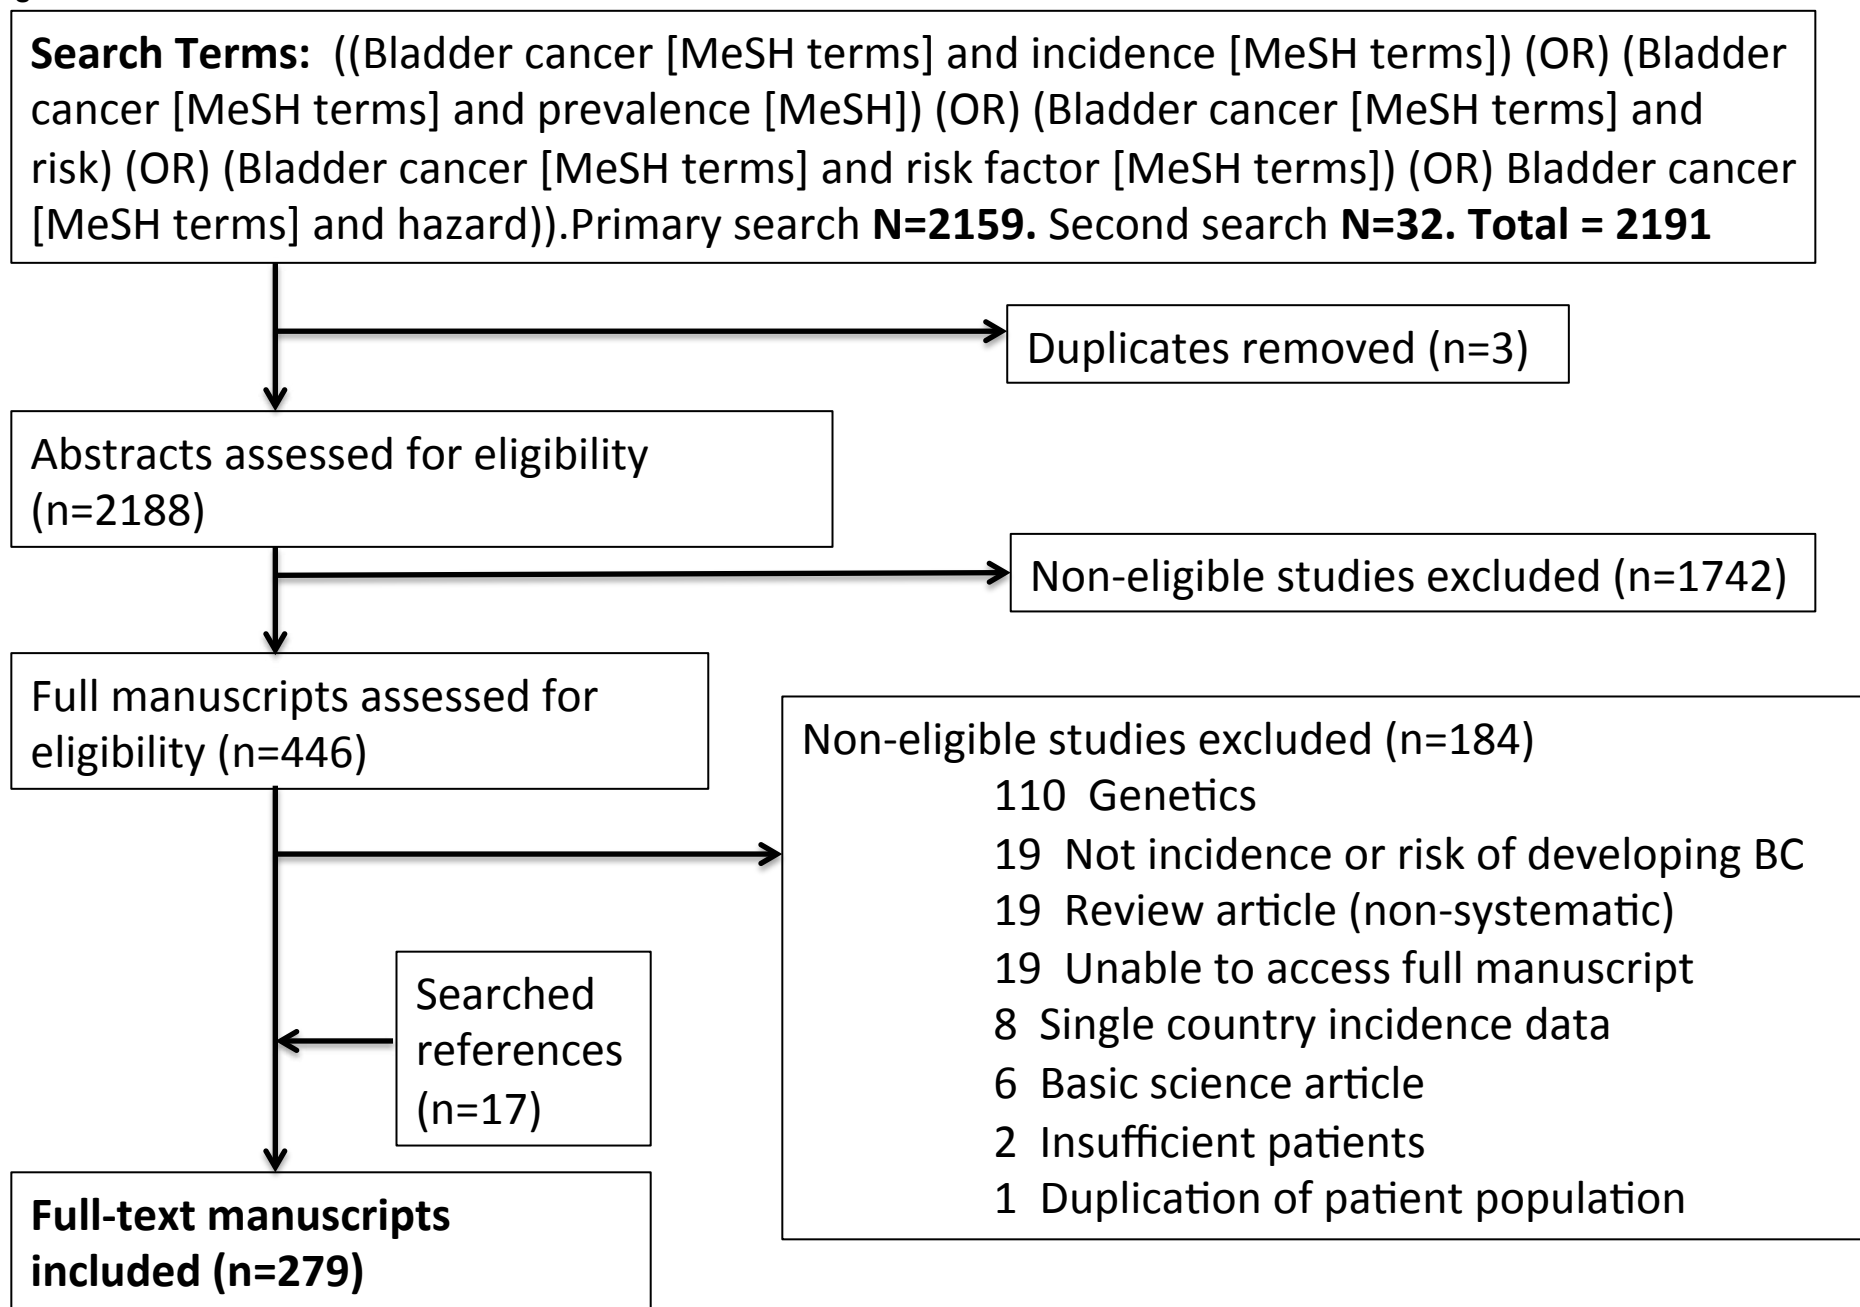 Search Terms:  ((Bladder cancer [MeSH terms] and incidence [MeSH terms]) (OR) (Bladder
cancer [MeSH terms] and prevalence [MeSH]) (OR) (Bladder cancer [MeSH terms] and
risk) (OR) (Bladder cancer [MeSH terms] and risk factor [MeSH terms]) (OR) Bladder cancer
[MeSH terms] and hazard)).Primary search N=2159. Second search N=32. Total = 2191
Duplicates removed (n=3)
Abstracts assessed for eligibility
(n=2188)
Non-eligible studies excluded (n=1742)
Full manuscripts assessed for
eligibility (n=446)
Non-eligible studies excluded (n=184)
110  Genetics
19  Not incidence or risk of developing BC
19  Review article (non-systematic)
19  Unable to access full manuscript
8  Single country incidence data
6  Basic science article
2  Insufficient patients
1  Duplication of patient population
Searched
references
(n=17)
Full-text manuscripts
included (n=279)